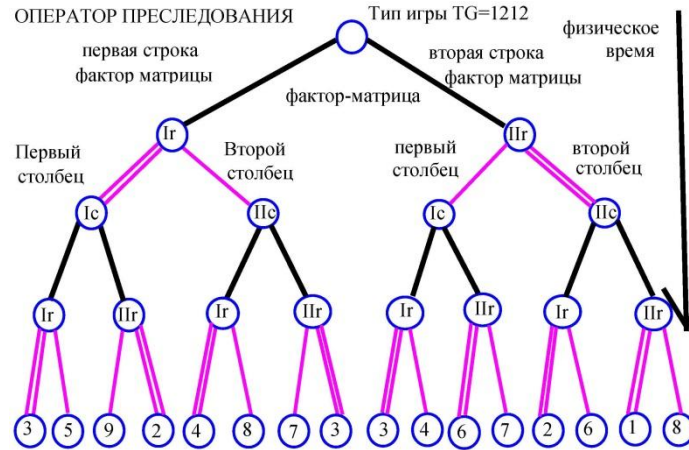 ОПЕРАТОР ПРЕСЛЕДОВАНИЯ
Тип игры TG=1212
физическое
время
первая строка
фактор матрицы
вторая строка
фактор матрицы
фактор-матрица
Ir
IIr
Первый
столбец
Второй
столбец
первый
столбец
второй
столбец
Ic
IIc
Ic
IIc
Ir
IIr
Ir
IIr
Ir
IIr
Ir
IIr
3 5 9 2 4 8 7 3 3 4 6 7 2 6 1 8